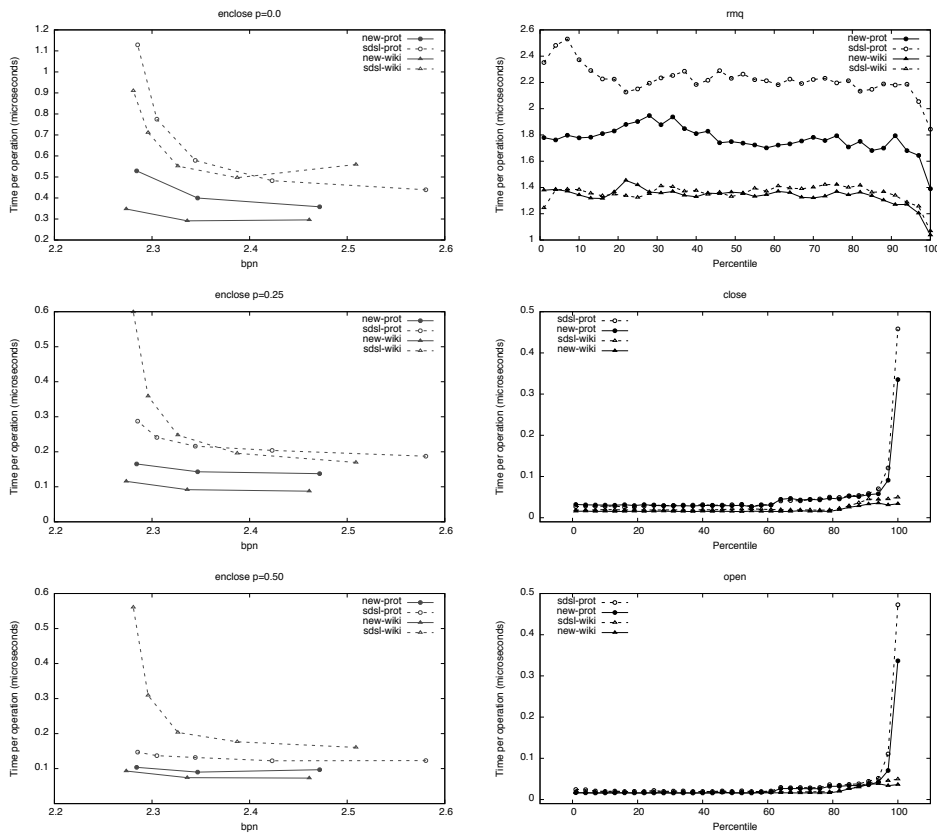 enclose p=0.0
Time per operation (microseconds)
1.2
1.1
1
0.9
0.8
0.7
0.6
0.5
0.4
0.3
0.2
2.2
2.3
2.4
2.5
2.6
bpn
new-prot
sdsl-prot
new-wiki
sdsl-wiki
rmq
Time per operation (microseconds)
2.6
2.4
2.2
2
1.8
1.6
1.4
1.2
1
0
10
20
30
40
50
60
70
80
90
100
Percentile
new-prot
sdsl-prot
new-wiki
sdsl-wiki
enclose p=0.25
Time per operation (microseconds)
0.6
0.5
0.4
0.3
0.2
0.1
0
2.2
2.3
2.4
2.5
2.6
bpn
new-prot
sdsl-prot
new-wiki
sdsl-wiki
close
Time per operation (microseconds)
0.5
0.4
0.3
0.2
0.1
0
0
20
40
60
80
100
Percentile
sdsl-prot
new-prot
sdsl-wiki
new-wiki
enclose p=0.50
Time per operation (microseconds)
0.6
0.5
0.4
0.3
0.2
0.1
2.2
2.3
2.4
2.5
2.6
bpn
new-prot
sdsl-prot
new-wiki
sdsl-wiki
open
Time per operation (microseconds)
0.5
0.4
0.3
0.2
0.1
0
0
20
40
60
80
100
Percentile
sdsl-prot
new-prot
sdsl-wiki
new-wiki